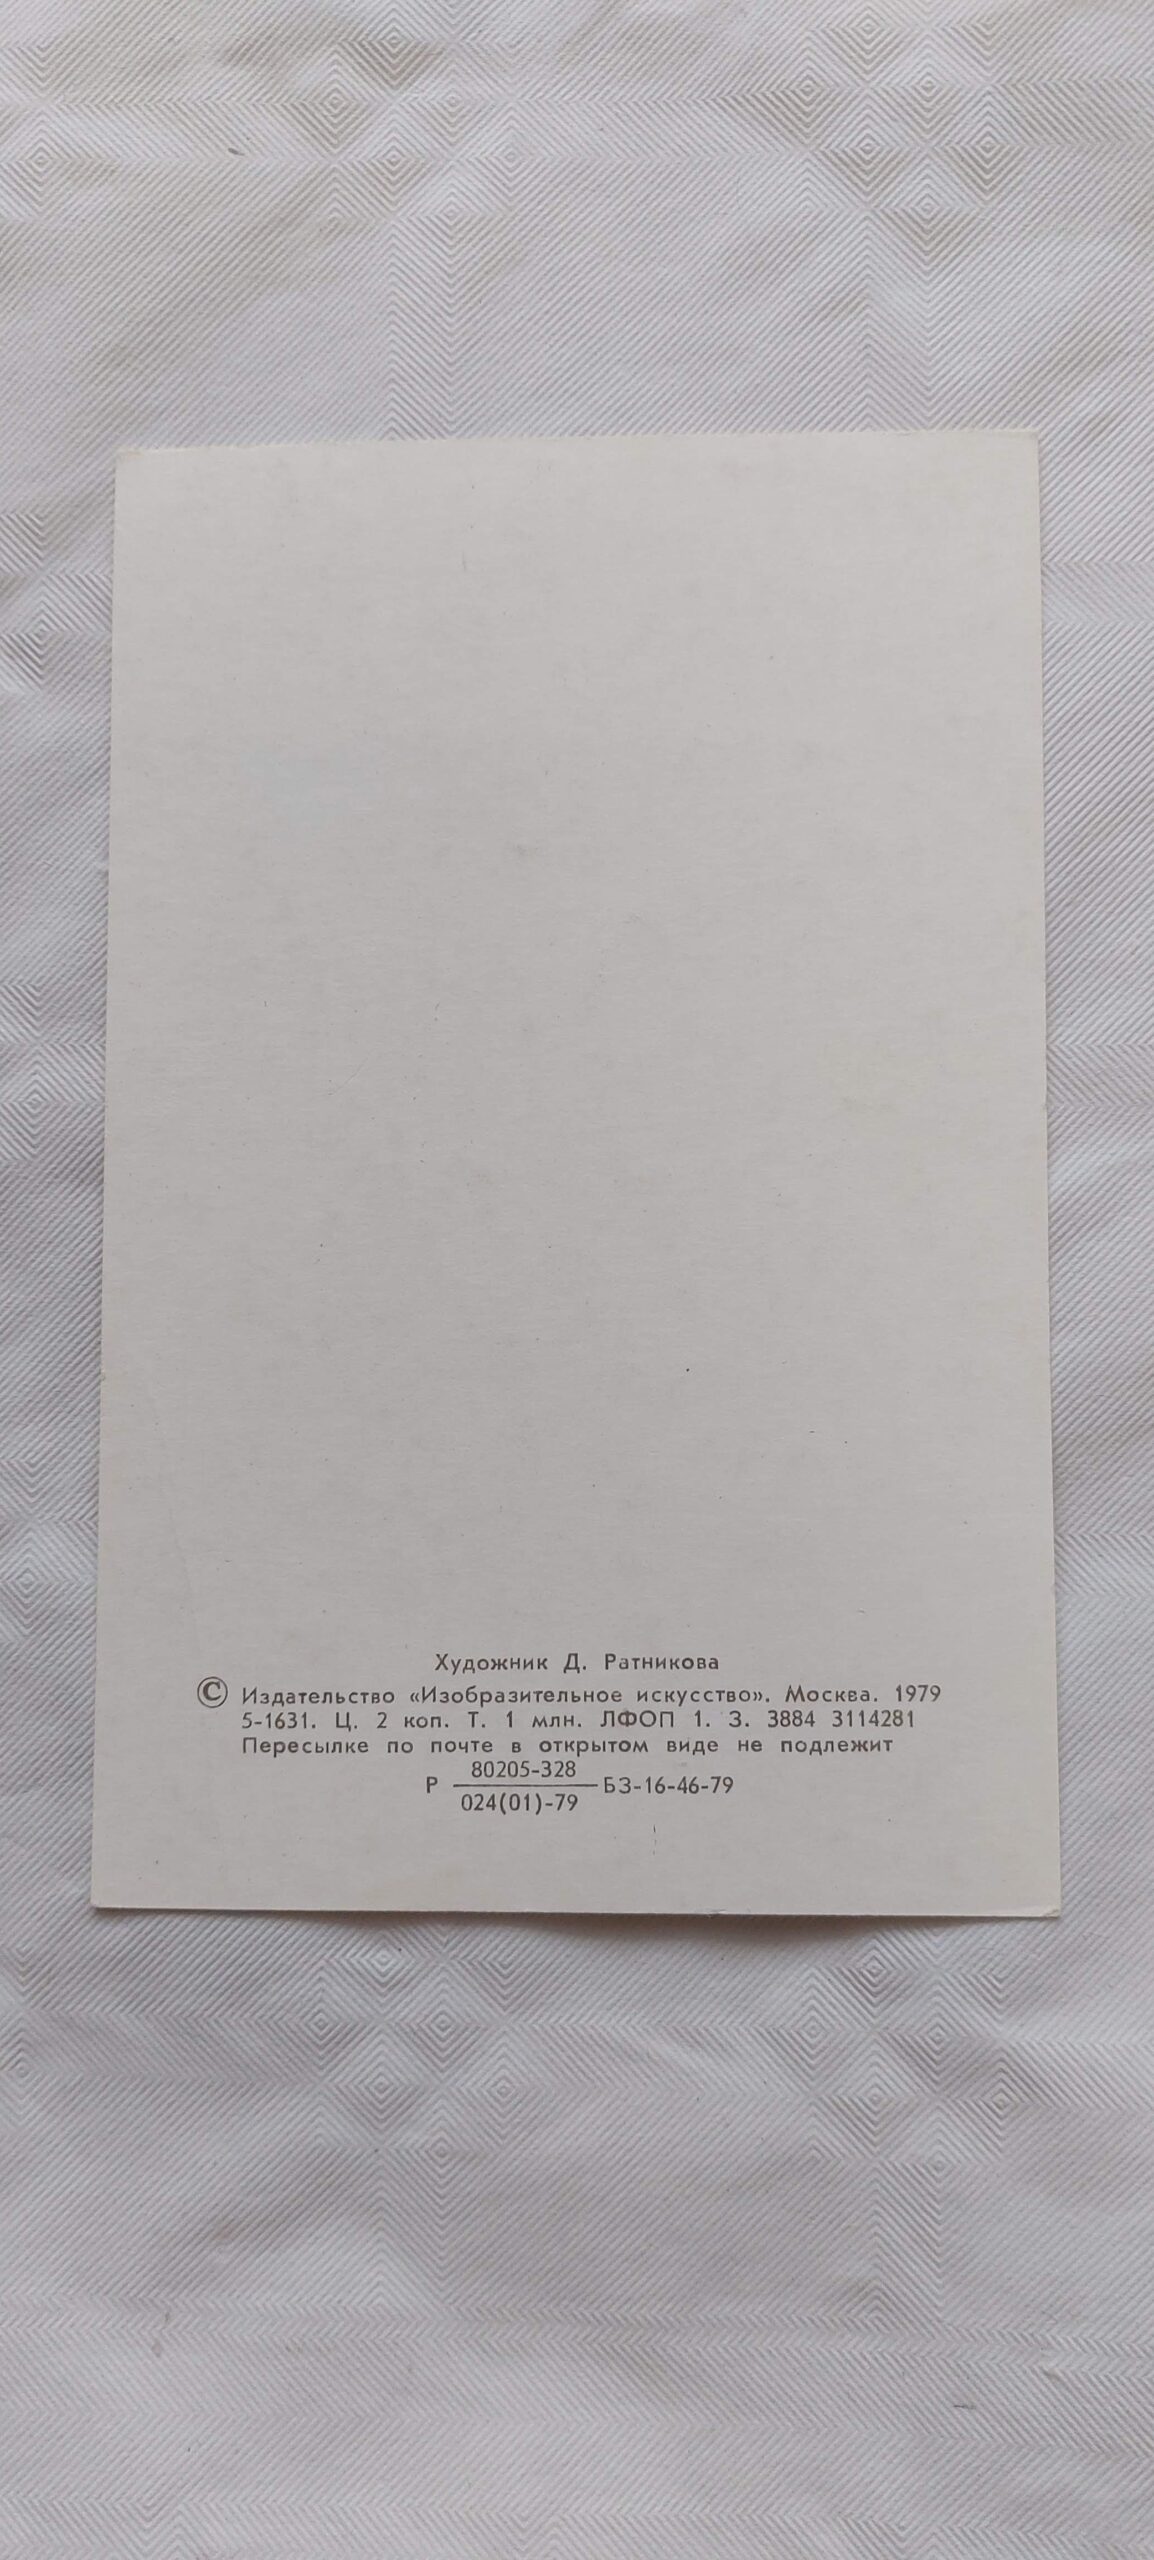 Художник Д. Ратникова
© Издательство «Изобразительное искусство». Москва. 1979
5-1631. Ц. 2 коп. Т. 1 млн. ЛФОП 1. З. 3884 3114281
Пересылке по почте в открытом виде не подлежит
80205-328
Р БЗ-16-46-79
024(01)-79